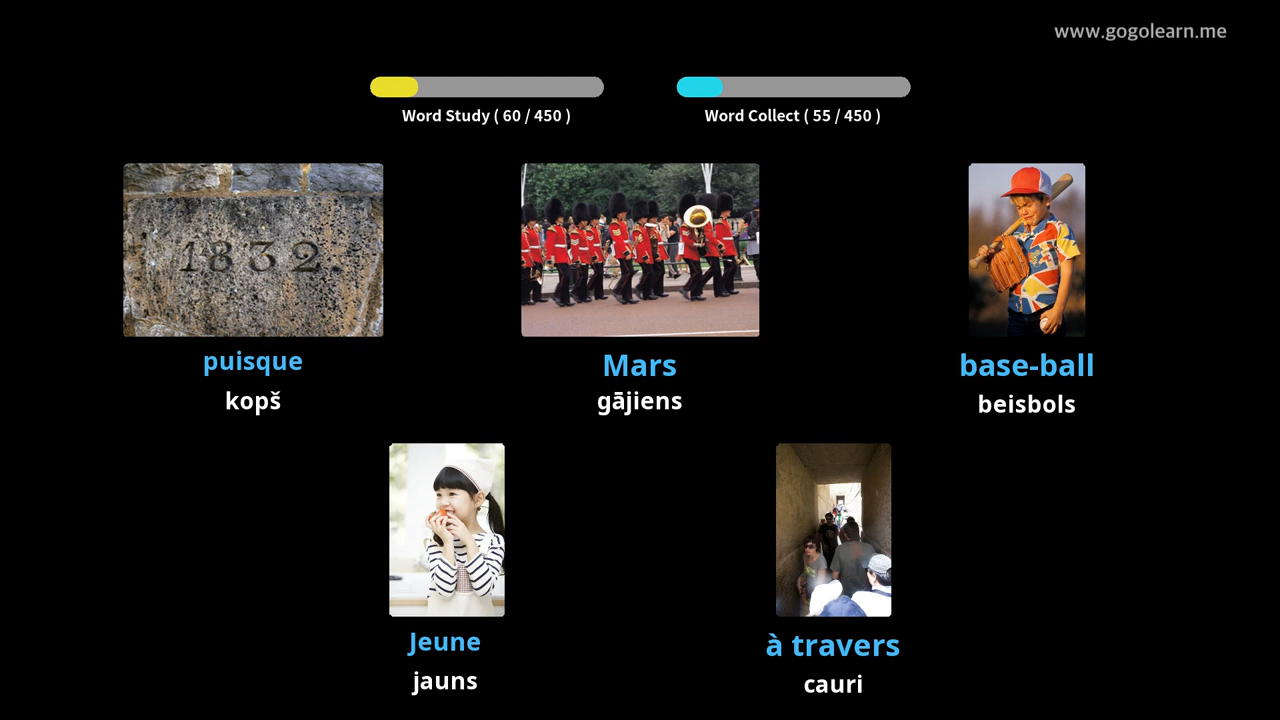 www.gogolearn.me
Word Study ( 60 / 450 )
Word Collect ( 55 / 450 )
1832.
puisque
kopš
Mars
gājiens
base-ball
beisbols
Jeune
jauns
à travers
cauri